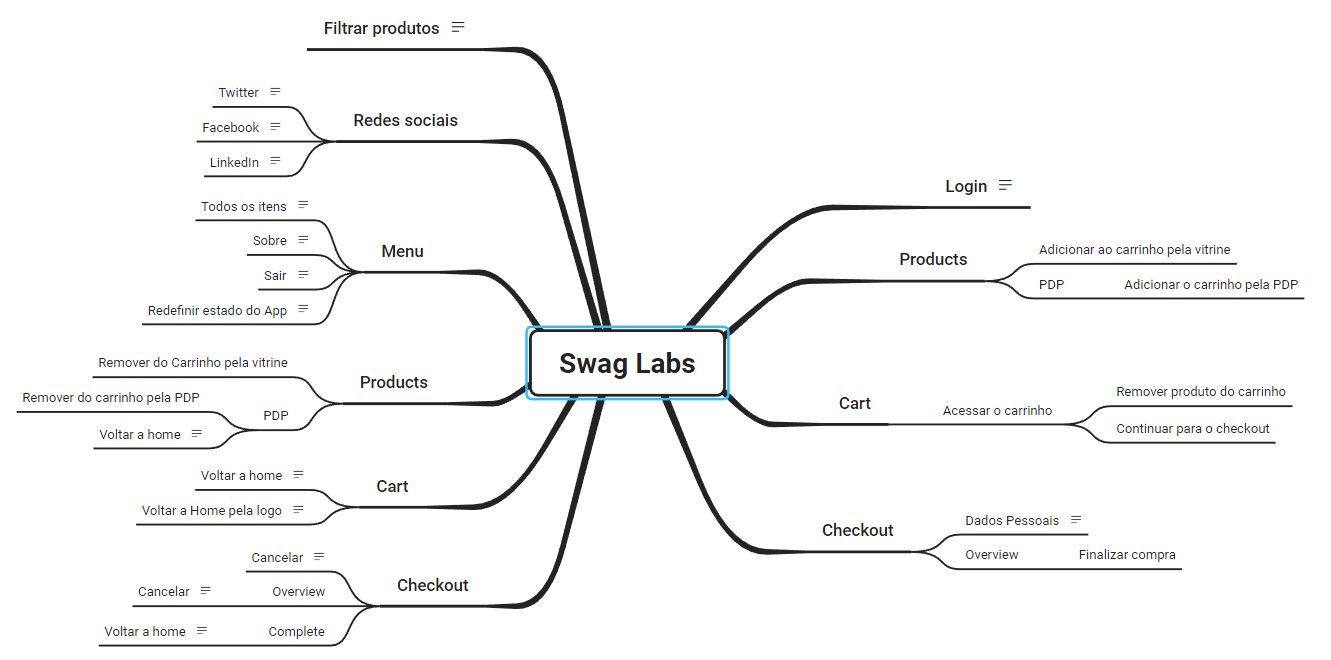 Filtrar produtos
Twitter
Redes sociais
Facebook
LinkedIn
Todos os itens
Sobre
Menu
Sair
Redefinir estado do App
Remover do Carrinho pela vitrine
Products
Remover do carrinho pela PDP
PDP
Voltar a home
Voltar a home
Cart
Voltar a Home pela logo
Cancelar
Checkout
Cancelar
Overview
Voltar a home
Complete
Swag Labs
Login
Products
Adicionar ao carrinho pela vitrine
PDP
Adicionar o carrinho pela PDP
Cart
Acessar o carrinho
Remover produto do carrinho
Continuar para o checkout
Checkout
Dados Pessoais
Overview
Finalizar compra